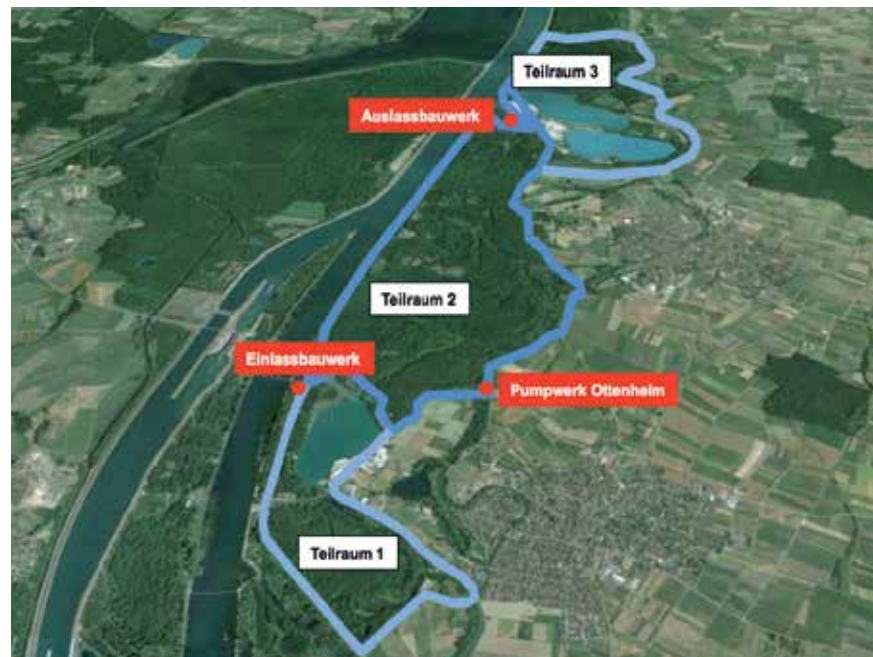 Teilraum 3
Auslassbauwerk
Teilraum 2
Einlassbauwerk
Pumpwerk Ottenheim
Teilraum 1